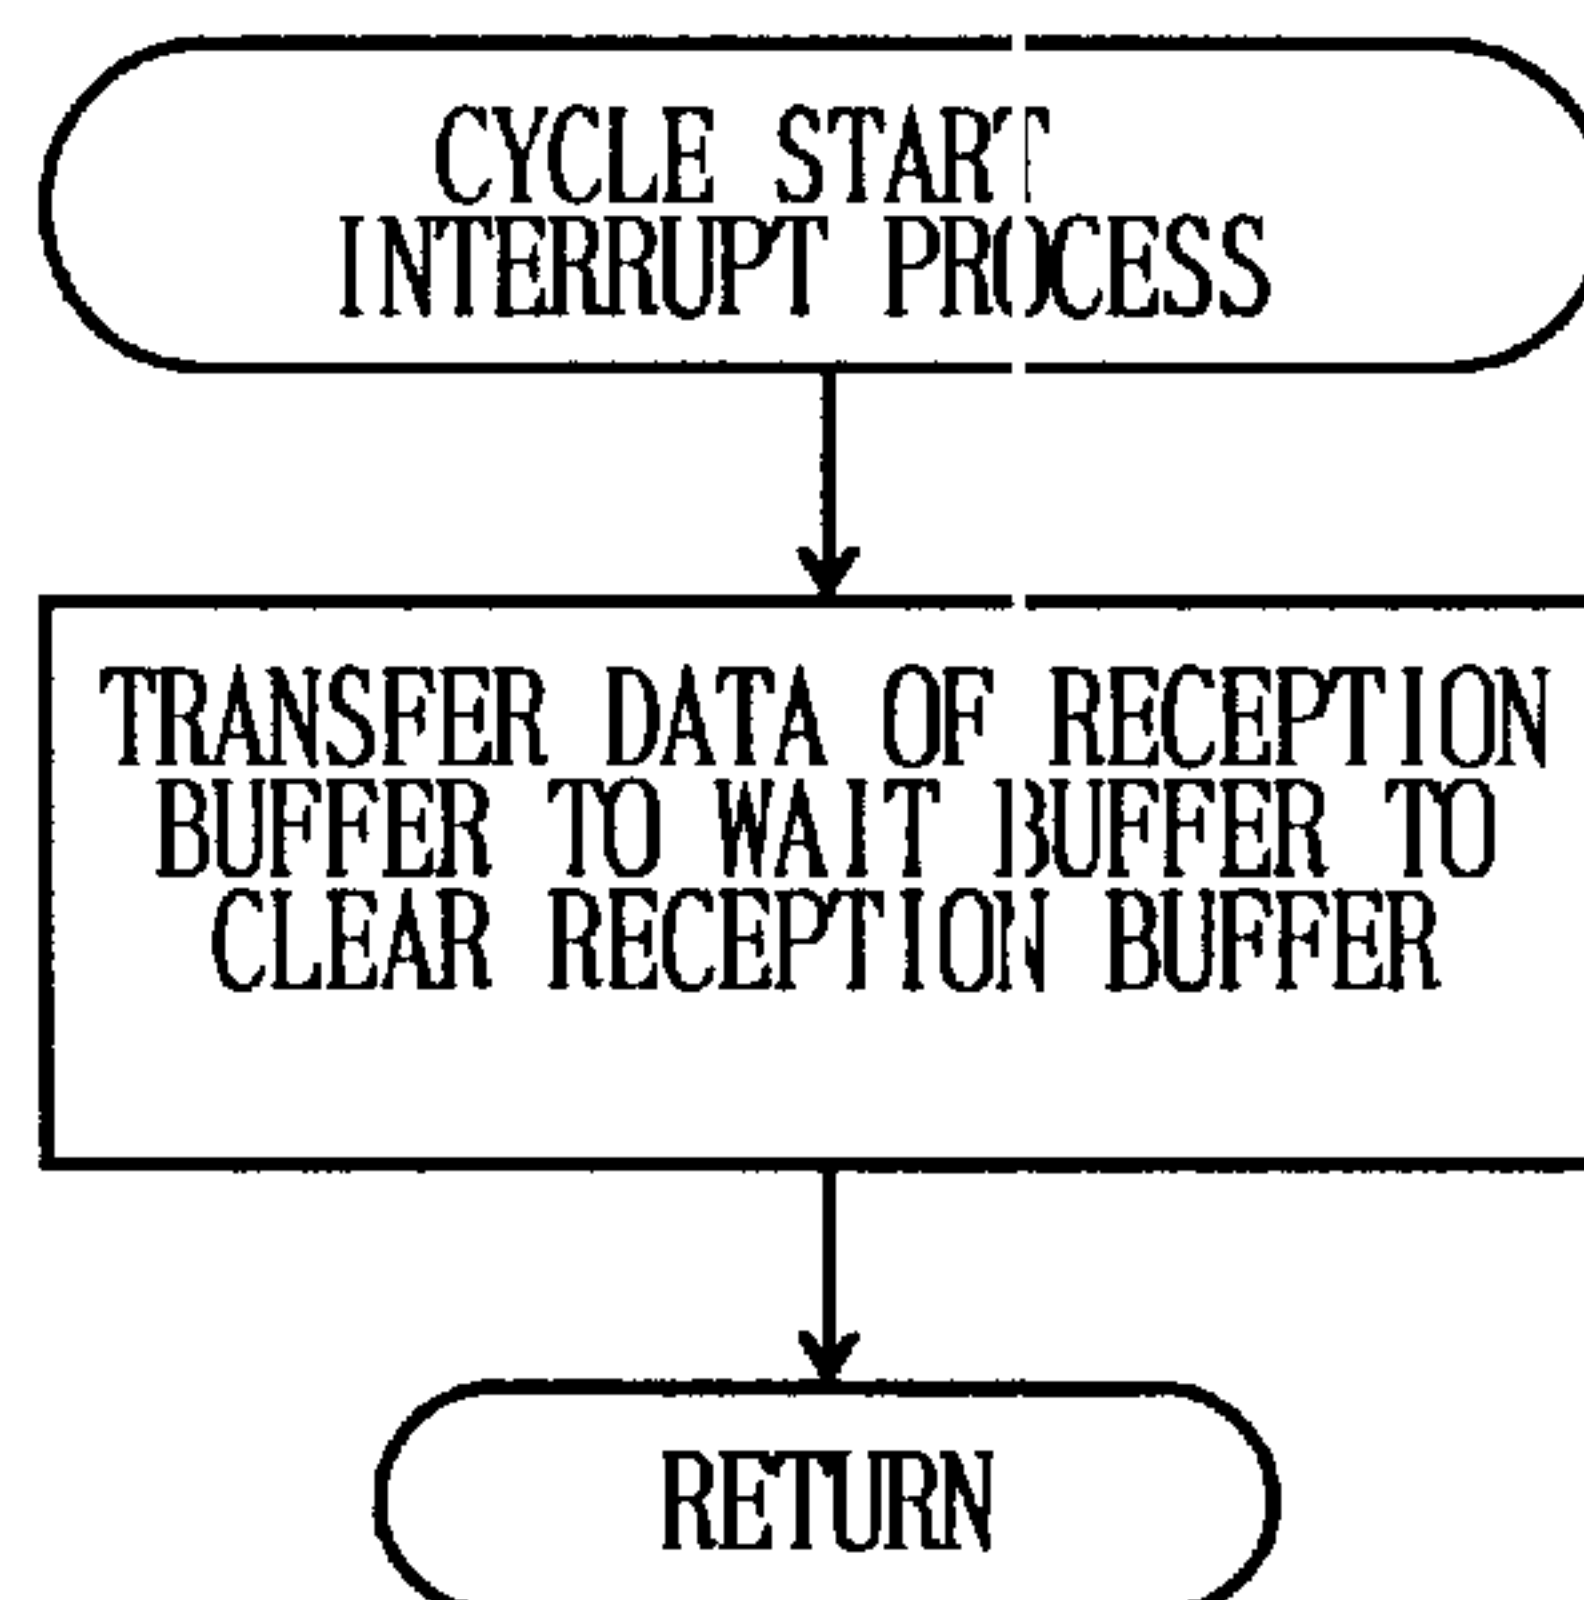 CYCLE START
INTERRUPT PROCESS
TRANSFER DATA OF RECEPTION
BUFFER TO WAIT BUFFER TO
CLEAR RECEPTION BUFFER
RETURN